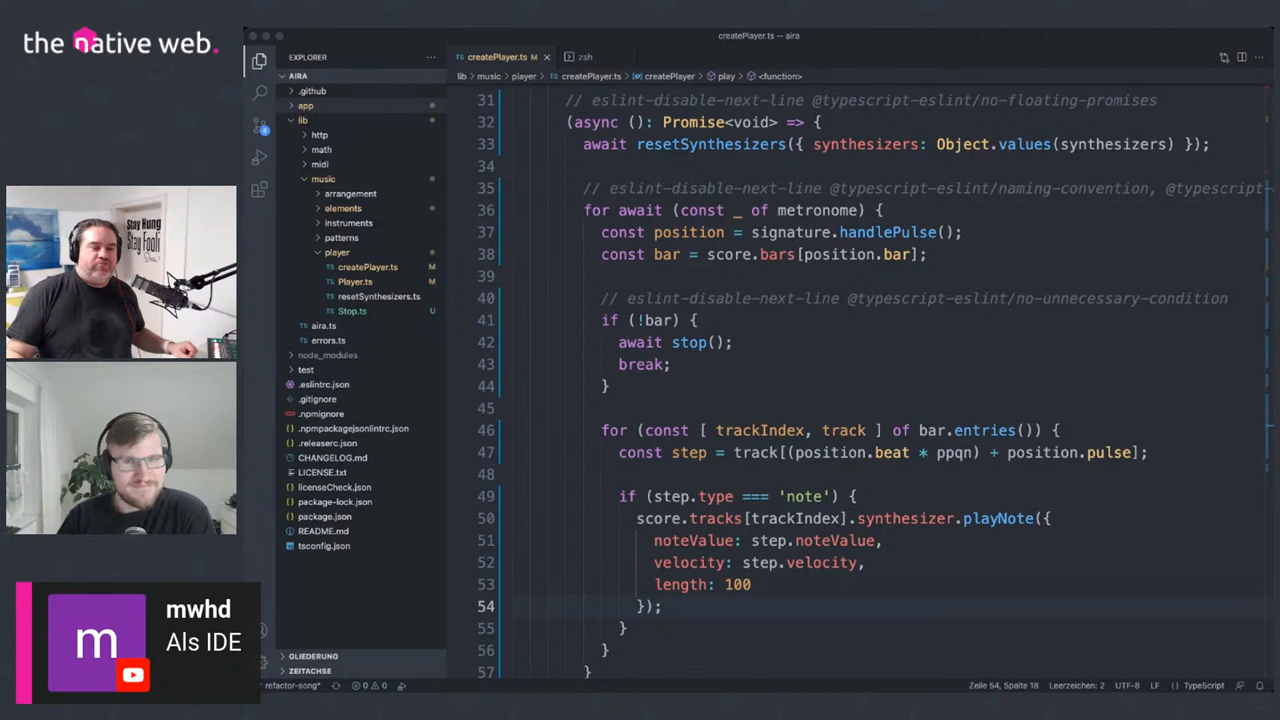 the native web.
createPlayer.ts — aira
EXPLORER
createPlayer.ts M
zsh
lib > music > player > createPlayer.ts > createPlayer > play > <function>
AIRA
.github
app
lib
http
math
midi
music
arrangement
elements
instruments
patterns
player
createPlayer.ts M
Player.ts M
resetSynthesizers.ts
Stop.ts U
aira.ts
errors.ts
node_modules
test
.eslintrc.json
.gitignore
.npmignore
.npmpackagejsonlintrc.json
.releaserc.json
CHANGELOG.md
LICENSE.txt
licenseCheck.json
package-lock.json
package.json
README.md
tsconfig.json
GLIEDERUNG
ZEITACHSE
31 // eslint-disable-next-line @typescript-eslint/no-floating-promises
32 (async (): Promise<void> => {
33 await resetSynthesizers({ synthesizers: Object.values(synthesizers) });
34
35 // eslint-disable-next-line @typescript-eslint/naming-convention, @typescript-
36 for await (const _ of metronome) {
37 const position = signature.handlePulse();
38 const bar = score.bars[position.bar];
39
40 // eslint-disable-next-line @typescript-eslint/no-unnecessary-condition
41 if (!bar) {
42 await stop();
43 break;
44 }
45
46 for (const [ trackIndex, track ] of bar.entries()) {
47 const step = track[(position.beat * ppqn) + position.pulse];
48
49 if (step.type === 'note') {
50 score.tracks[trackIndex].synthesizer.playNote({
51 noteValue: step.noteValue,
52 velocity: step.velocity,
53 length: 100
54 });
55 }
56 }
57 }
Stay Hung
Stay Fooli
m
mwhd
Als IDE
refactor-song*
0 0
Zeile 54, Spalte 18
Leerzeichen: 2
UTF-8
LF
TypeScript